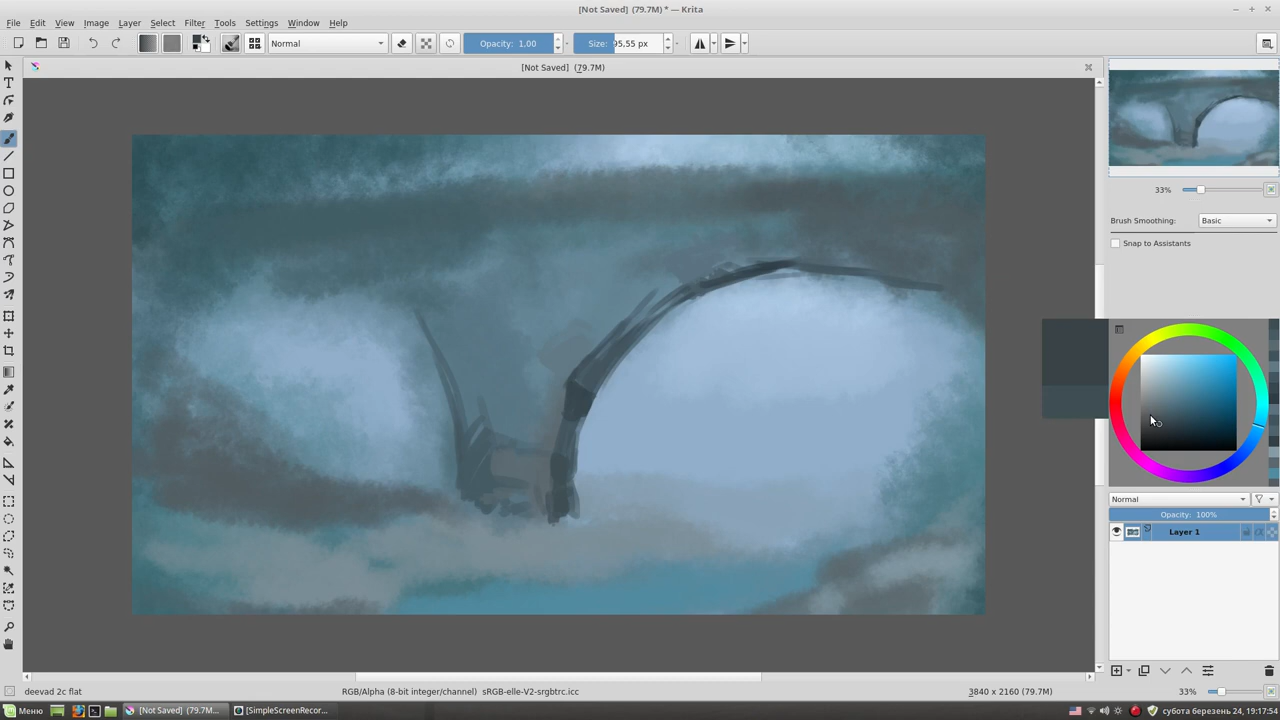 [Not Saved] (79.7M) * — Krita
File Edit View Image Layer Select Filter Tools Settings Window Help
Normal Opacity: 1.00 Size: 95.55 px
[Not Saved] (79.7M)
33%
Brush Smoothing: Basic
Snap to Assistants
Normal
Opacity: 100%
Layer 1
deevad 2c flat RGB/Alpha (8-bit integer/channel) sRGB-elle-V2-srgbtrc.icc 3840 x 2160 (79.7M) 33%
Меню [Not Saved] (79.7M... [SimpleScreenRecor... субота березень 24, 19:17:54